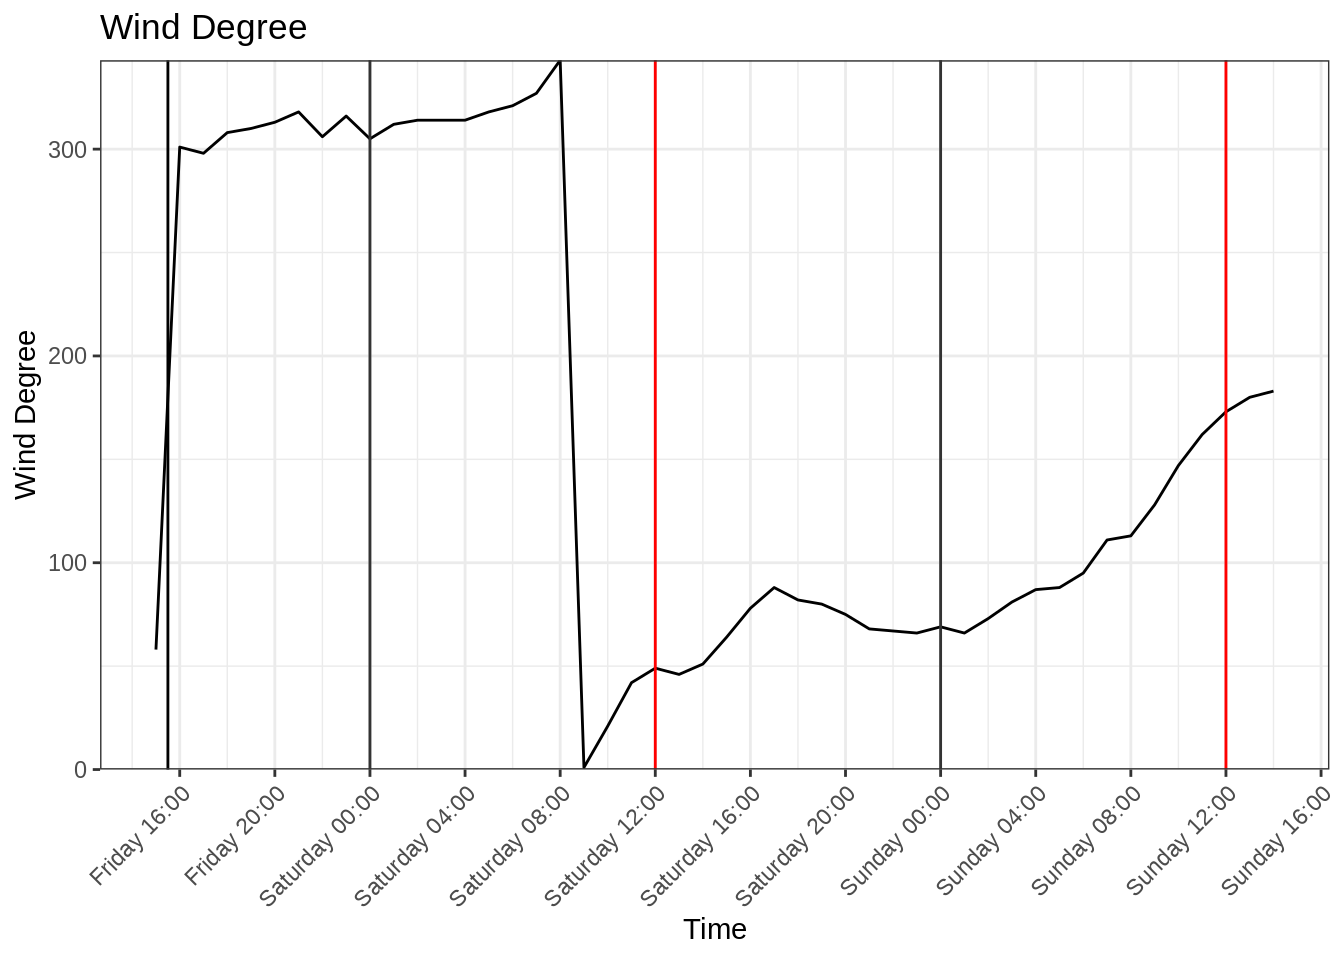 Wind Degree
Wind Degree
300
200
100
0
Friday 16:00
Friday 20:00
Saturday 00:00
Saturday 04:00
Saturday 08:00
Saturday 12:00
Saturday 16:00
Saturday 20:00
Sunday 00:00
Sunday 04:00
Sunday 08:00
Sunday 12:00
Sunday 16:00
Time